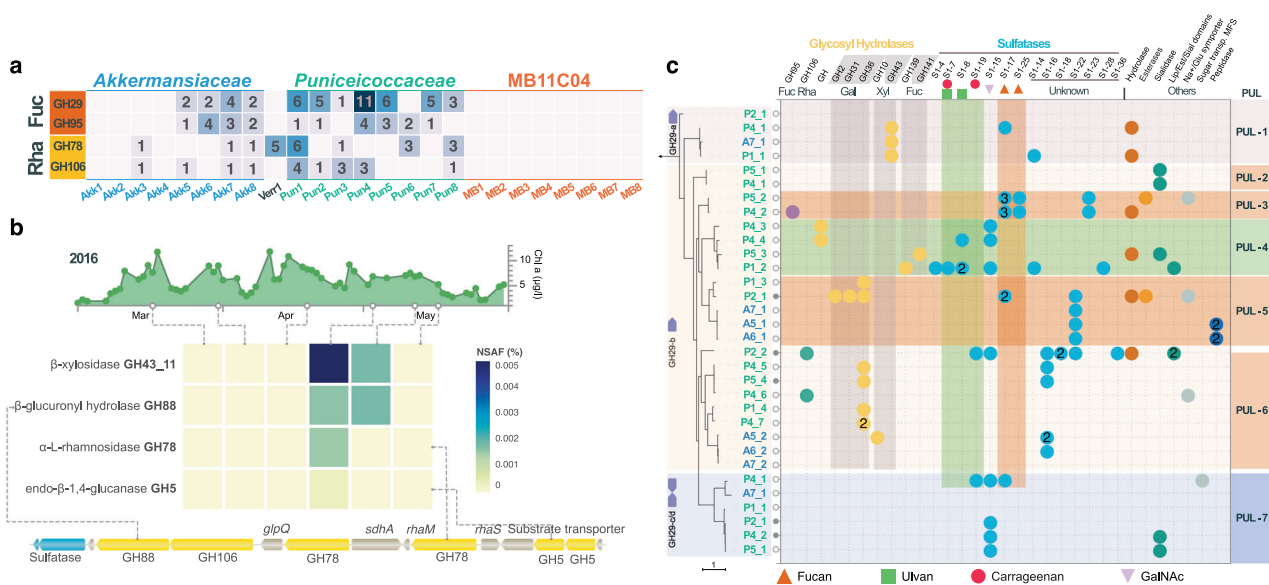 a
Akkermansiaceae
Puniceicoccaceae
MB11C04
Fuc
Rha
GH29 2 2 4 2 6 5 1 11 6 5 3
GH95 1 4 3 2 1 1 4 3 2 1
GH78 3 1 1 5 6 1 3 3
GH106 1 1 1 1 4 1 3 3 1
Akk1 Akk2 Akk3 Akk4 Akk5 Akk6 Akk7 Akk8 Verr1 Pun1 Pun2 Pun3 Pun4 Pun5 Pun6 Pun7 Pun8 MB1 MB2 MB3 MB4 MB5 MB6 MB7 MB8
b
2016
10
5
Chl a (µg/l)
Mar
Apr
May
β-xylosidase GH43_11
β-glucuronyl hydrolase GH88
α-L-rhamnosidase GH78
endo-β-1,4-glucanase GH5
NSAF (%)
0.005
0.004
0.003
0.002
0.001
0
glpQ sdhA rhaM rhaS Substrate transporter
Sulfatase GH88 GH106 GH78 GH78 GH5 GH5
c
Glycosyl Hydrolases
Sulfatases
GH95 GH106 GH GH2 GH31 GH36 GH10 GH43 GH139 GH141 S1-4 S1-7 S1-8 S1-19 S1-15 S1-17 S1-25 S1-14 S1-16 S1-18 S1-22 S1-23 S1-28 S1-36 Hydrolase Esterases Sialidase Lip/Est/Sial domains Na+/Glu symporter Sugar transp. MFS Peptidase
Fuc Rha Gal Xyl Fuc Unknown Others PUL
GH29-a
GH29-b
GH29-c/d
P2_1
P4_1
A7_1
P1_1
PUL-1
P5_1
P4_1
PUL-2
P5_2 3
P4_2 3
PUL-3
P4_3
P4_4
P5_3
P1_2 2
PUL-4
P1_3
P2_1 2
A7_1
A5_1 2
A6_1 2
PUL-5
P2_2 2 2
P4_5
P5_4
P4_6
P1_4
P4_7 2
A5_2 2
A6_2
A7_2
PUL-6
P4_1
A7_1
P1_1
P2_1
P4_2
P5_1
PUL-7
1
Fucan
Ulvan
Carrageenan
GalNAc